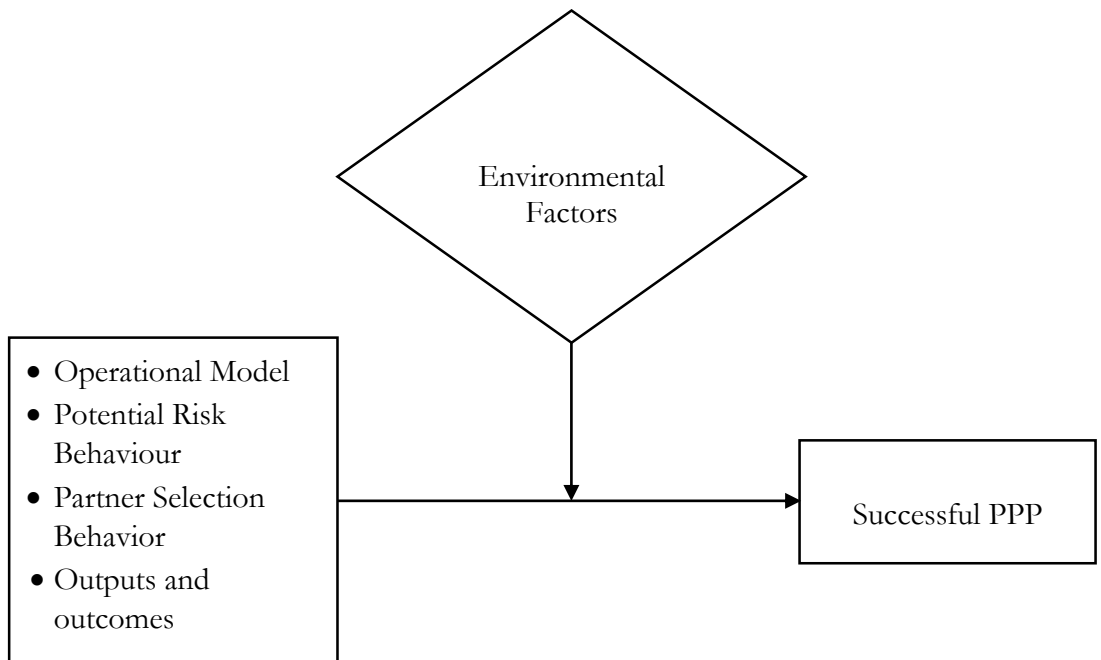 Environmental
Factors
• Operational Model
• Potential Risk
Behaviour
• Partner Selection
Behavior
• Outputs and
outcomes
Successful PPP